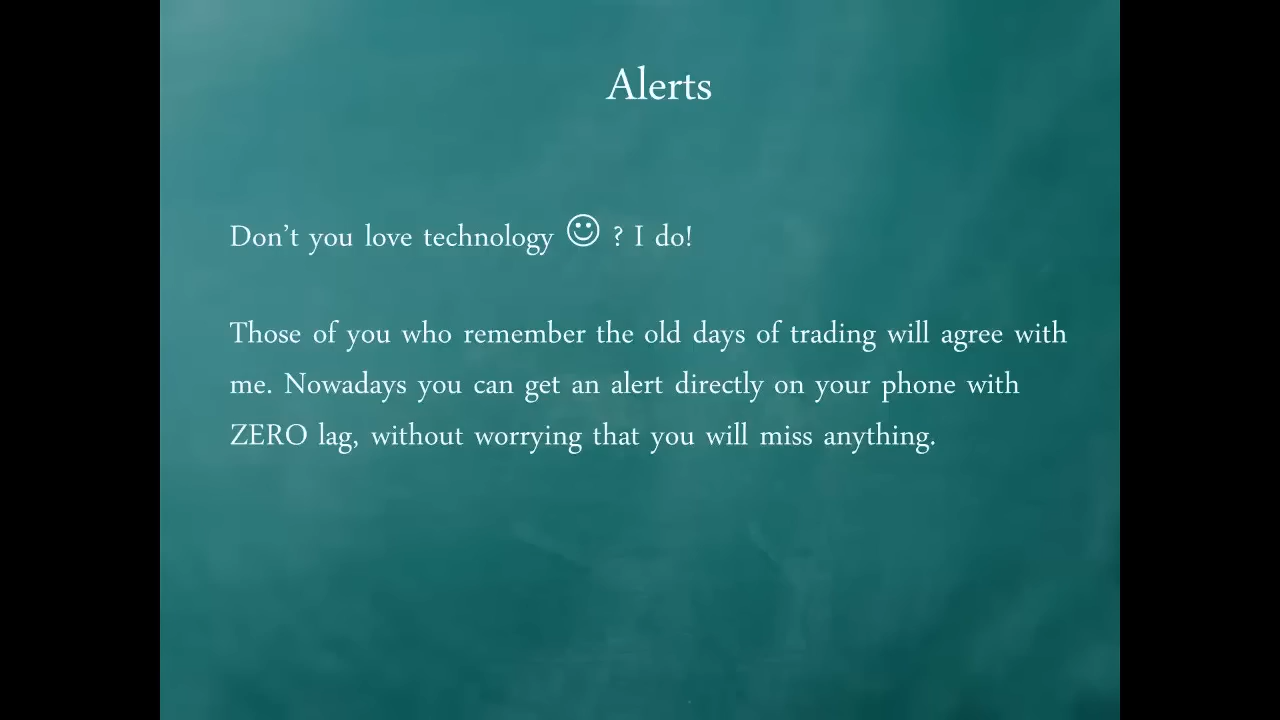 Alerts
Don’t you love technology ☺ ? I do!
Those of you who remember the old days of trading will agree with
me. Nowadays you can get an alert directly on your phone with
ZERO lag, without worrying that you will miss anything.